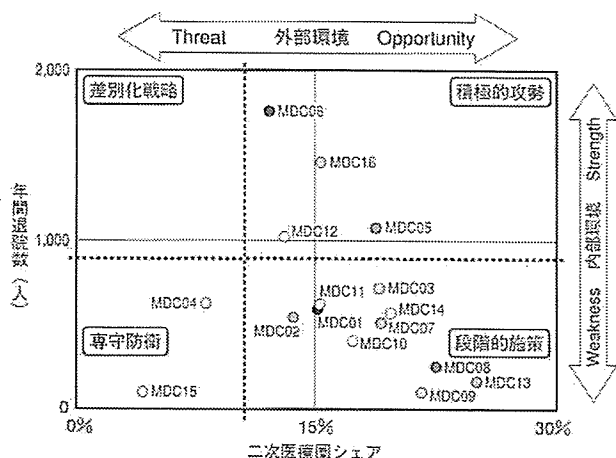 Threat 外部環境 Opportunity
2,000
差別化戦略
積極的攻勢
MDC06
MDC16
MDC12
MDC05
1,000
MDC04
MDC11
MDC03
MDC02
MDC01
MDC14
MDC07
MDC10
専守防衛
段階的施策
MDC08
MDC13
MDC15
MDC09
0
0%
15%
30%
二次医療圏シェア
年間退院数(人)
Weakness 内部環境 Strength